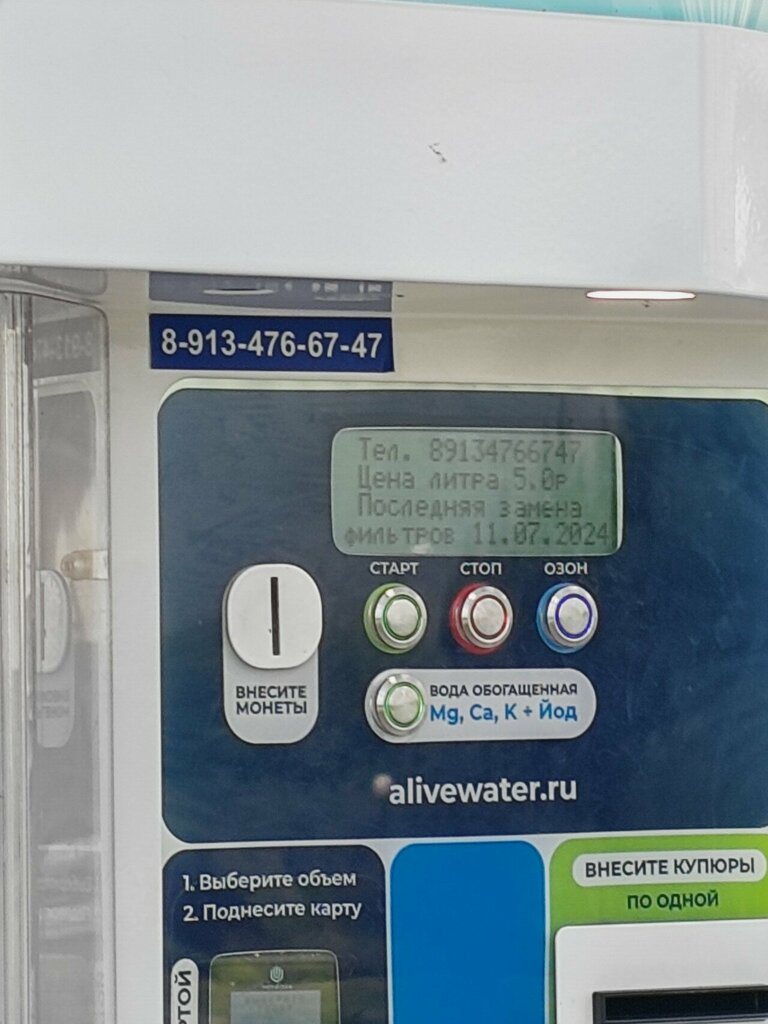 8-913-476-67-47
Тел. 89134766747
Цена литра 5.0р
Последняя замена
фильтров 11.07.2024
СТАРТ СТОП ОЗОН
ВНЕСИТЕ
МОНЕТЫ
ВОДА ОБОГАЩЕННАЯ
Mg, Ca, K + Йод
alivewater.ru
1. Выберите объем
2. Поднесите карту
ВНЕСИТЕ КУПЮРЫ
ПО ОДНОЙ